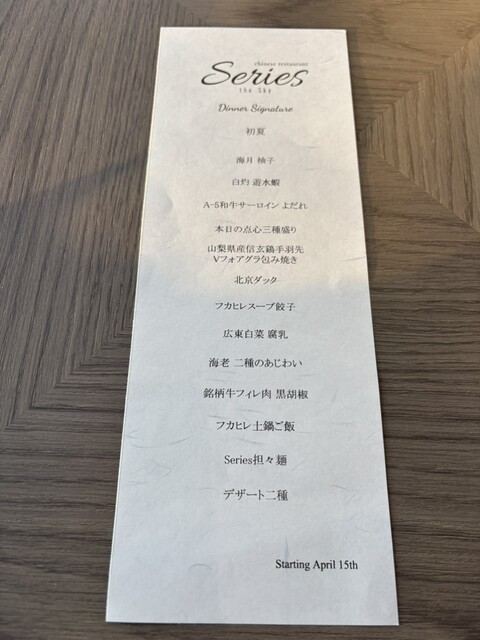 chinese restaurant
Series
the Sky
Dinner Signature
初夏
海月 柚子
白灼 遊水蝦
A-5和牛サーロイン よだれ
本日の点心三種盛り
山梨県産信玄鶏手羽先
Vフォアグラ包み焼き
北京ダック
フカヒレスープ餃子
広東白菜 腐乳
海老 二種のあじわい
銘柄牛フィレ肉 黒胡椒
フカヒレ土鍋ご飯
Series担々麺
デザート二種
Starting April 15th